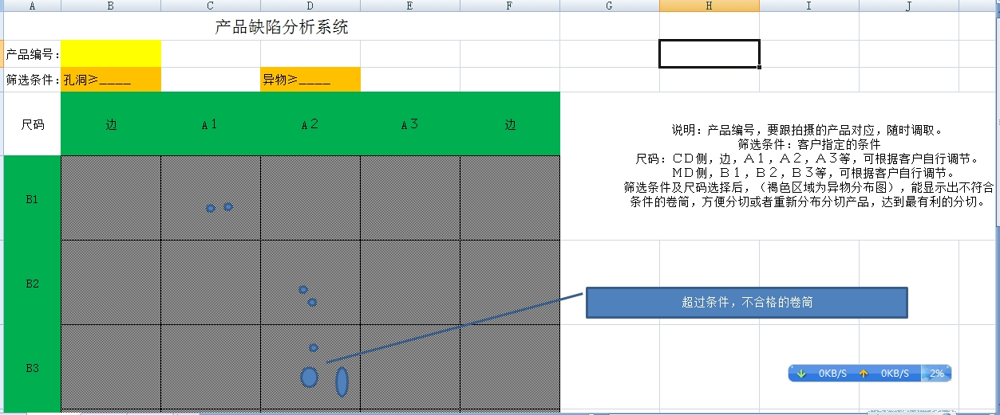 A B C D E F G H I J
产品缺陷分析系统
产品编号：
筛选条件：孔洞≥____ 异物≥____
尺码 边 A1 A2 A3 边
说明：产品编号，要跟拍摄的产品对应，随时调取。
筛选条件：客户指定的条件
尺码：CD侧，边，A1，A2，A3等，可根据客户自行调节。
MD侧，B1，B2，B3等，可根据客户自行调节。
筛选条件及尺码选择后，（褐色区域为异物分布图），能显示出不符合
条件的卷筒，方便分切或者重新分布分切产品，达到最有利的分切。
B1
B2
超过条件，不合格的卷筒
B3
0KB/S 0KB/S 2%